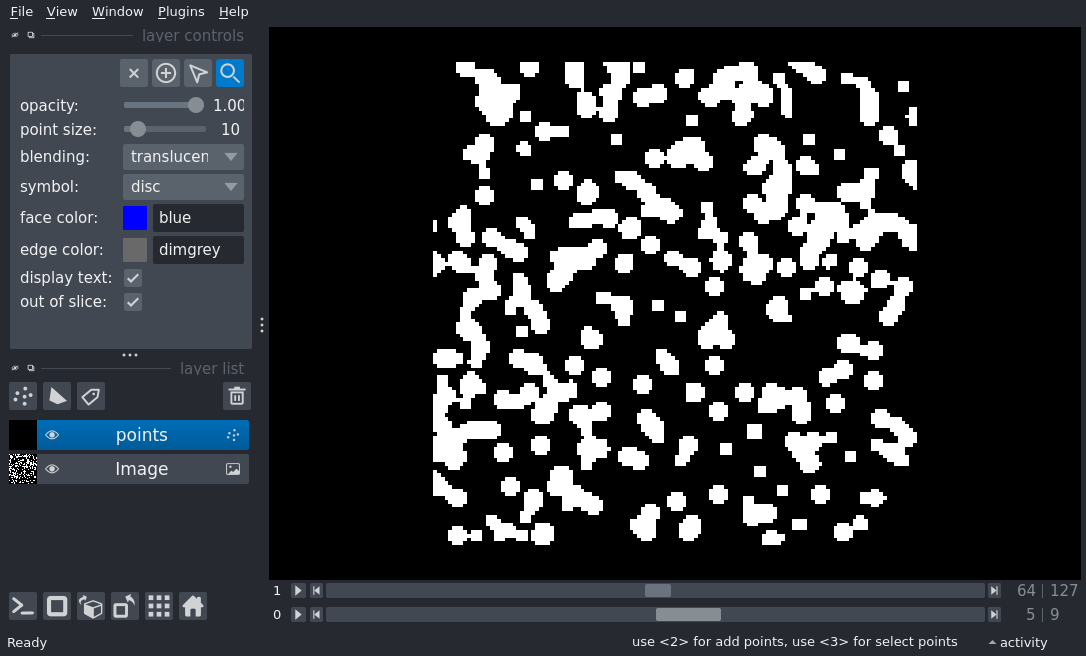 File View Window Plugins Help
layer controls
opacity: 1.00
point size: 10
blending: translucen
symbol: disc
face color: blue
edge color: dimgrey
display text:
out of slice:
layer list
points
Image
1 64 | 127
0 5 | 9
Ready use <2> for add points, use <3> for select points activity